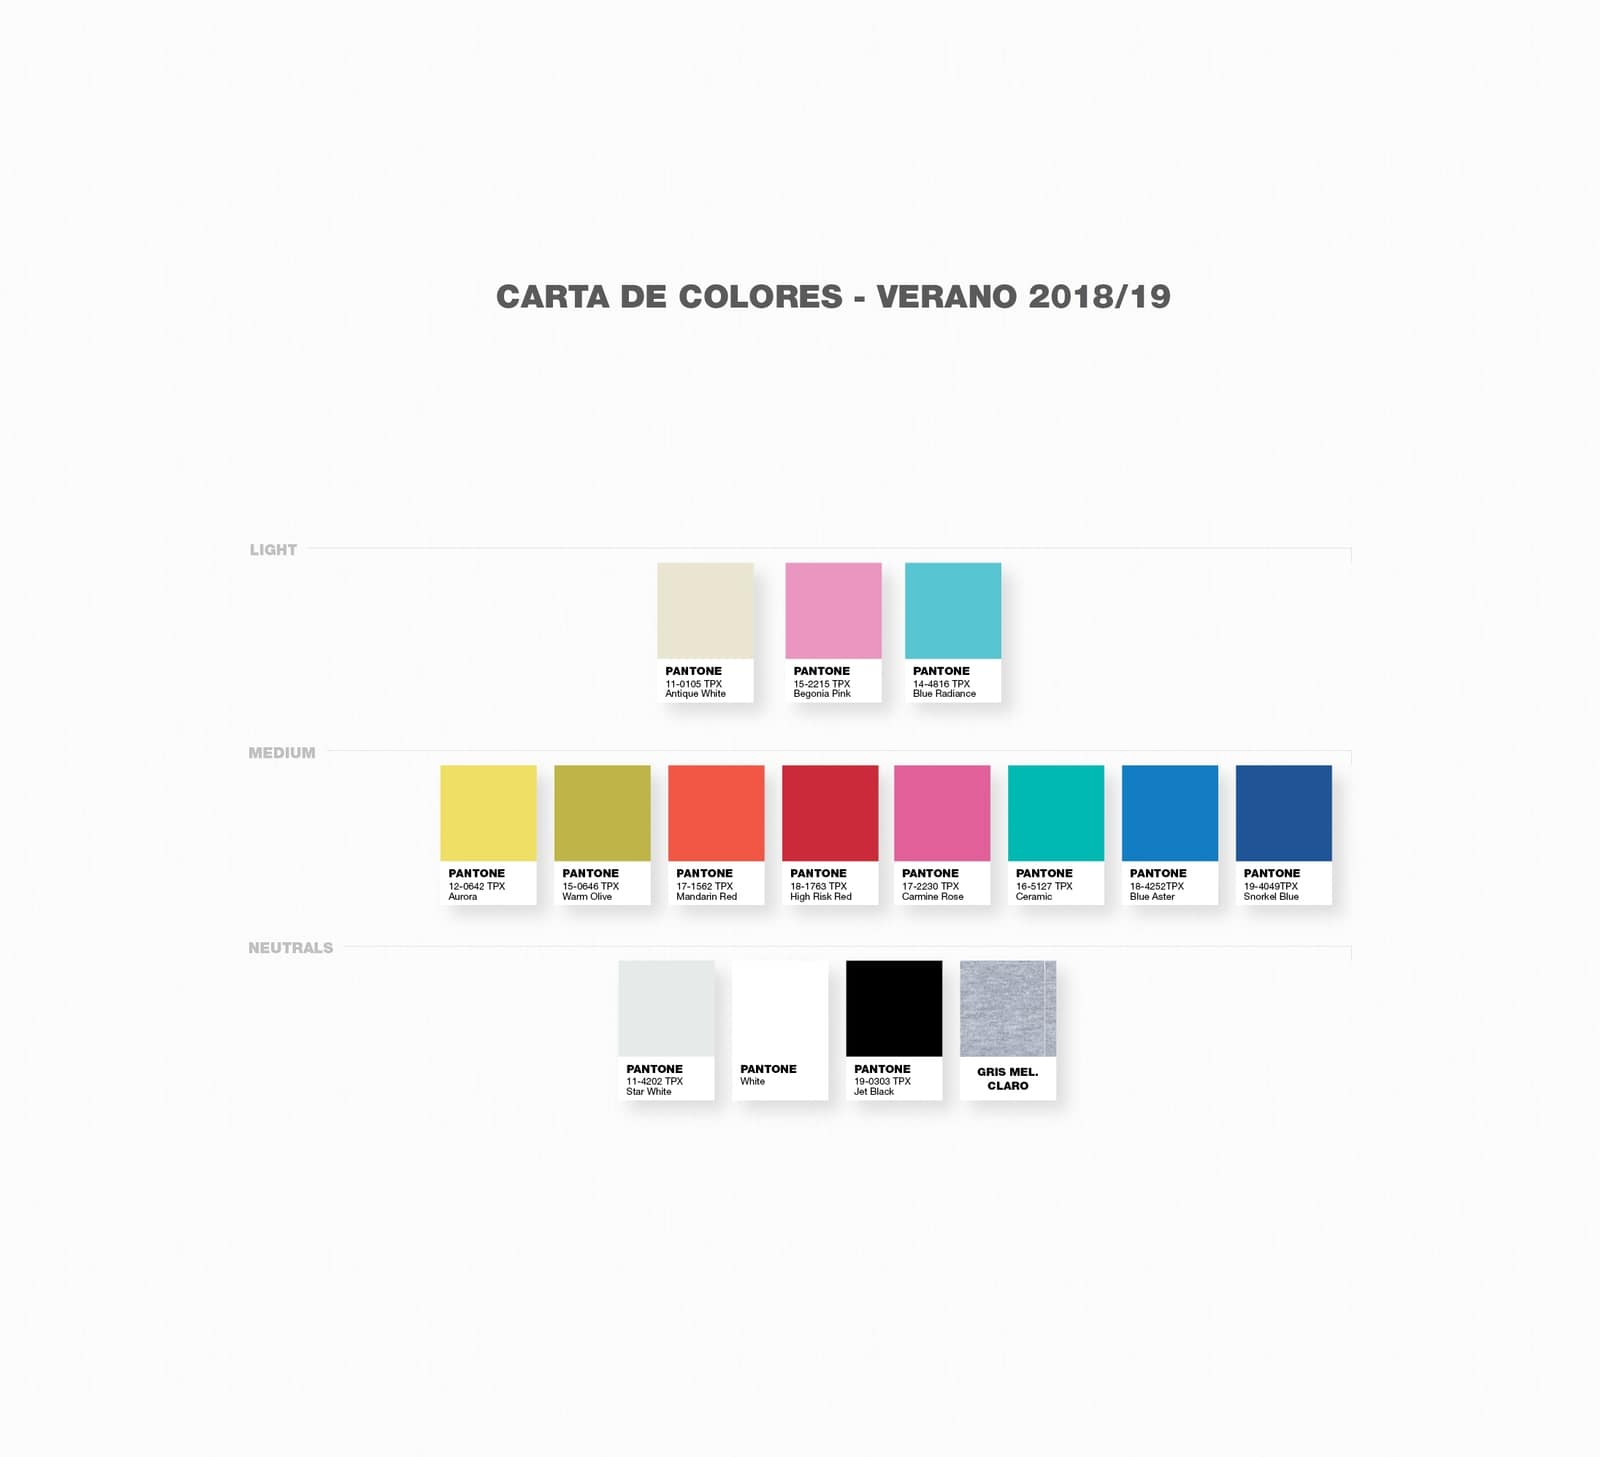 CARTA DE COLORES - VERANO 2018/19
LIGHT
PANTONE
11-0105 TPX
Antique White
PANTONE
15-2215 TPX
Begonia Pink
PANTONE
14-4816 TPX
Blue Radiance
MEDIUM
PANTONE
12-0642 TPX
Aurora
PANTONE
15-0646 TPX
Warm Olive
PANTONE
17-1562 TPX
Mandarin Red
PANTONE
18-1763 TPX
High Risk Red
PANTONE
17-2230 TPX
Carmine Rose
PANTONE
16-5127 TPX
Ceramic
PANTONE
18-4252TPX
Blue Aster
PANTONE
19-4049TPX
Snorkel Blue
NEUTRALS
PANTONE
11-4202 TPX
Star White
PANTONE
White
PANTONE
19-0303 TPX
Jet Black
GRIS MEL.
CLARO